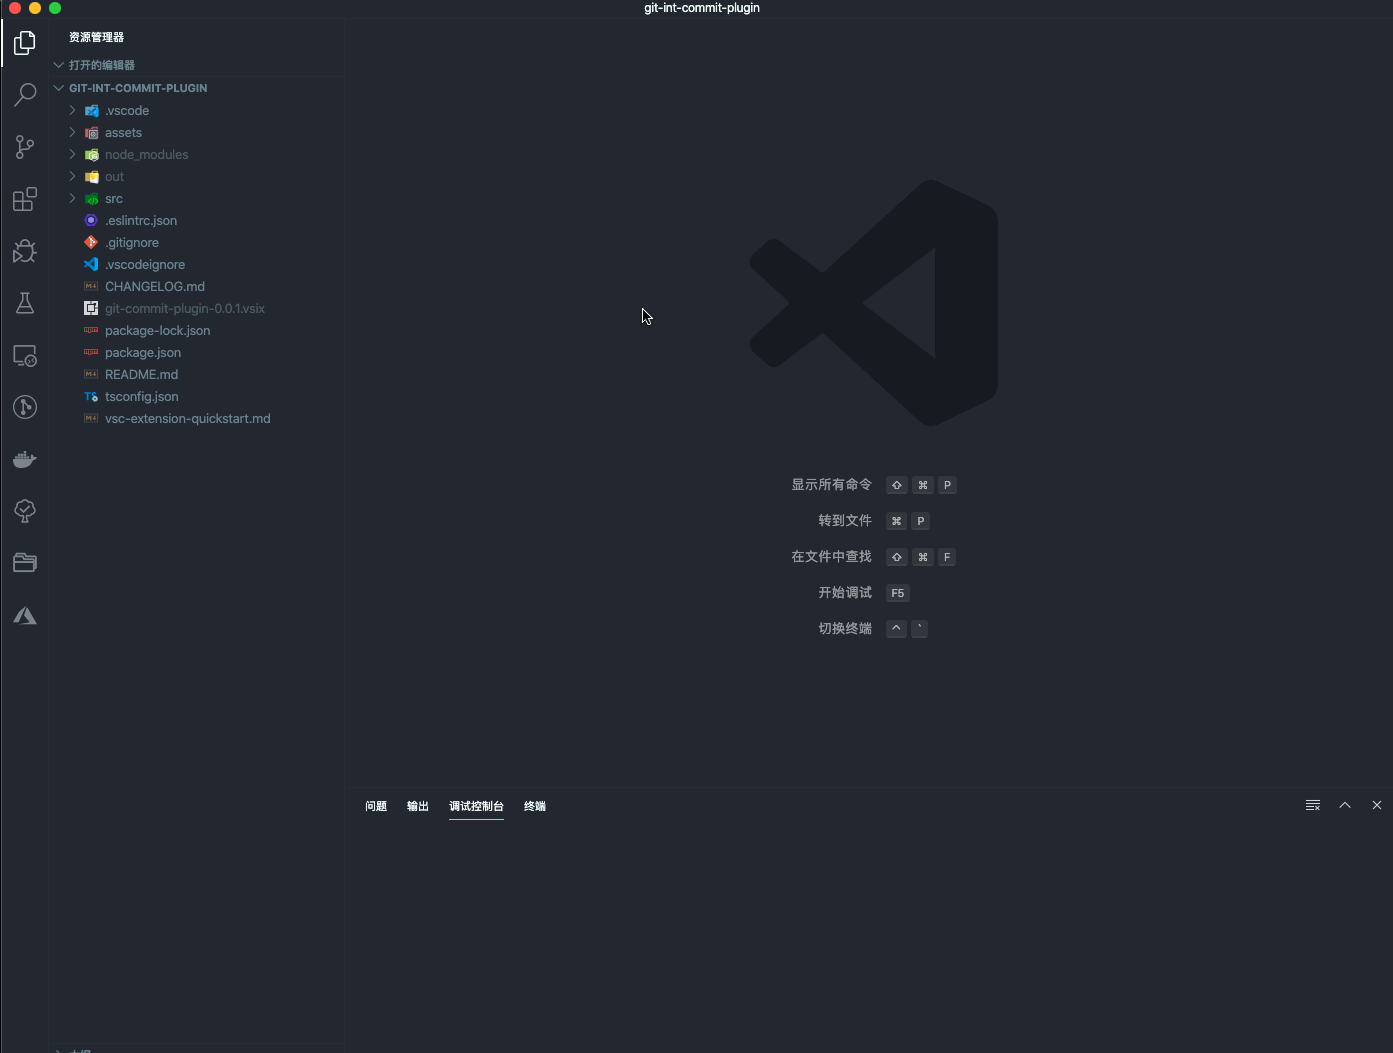 git-int-commit-plugin
资源管理器
打开的编辑器
GIT-INT-COMMIT-PLUGIN
.vscode
assets
node_modules
out
src
.eslintrc.json
.gitignore
.vscodeignore
CHANGELOG.md
git-commit-plugin-0.0.1.vsix
package-lock.json
package.json
README.md
TS tsconfig.json
vsc-extension-quickstart.md
显示所有命令 ⇧ ⌘ P
转到文件 ⌘ P
在文件中查找 ⇧ ⌘ F
开始调试 F5
切换终端 ^ `
问题 输出 调试控制台 终端